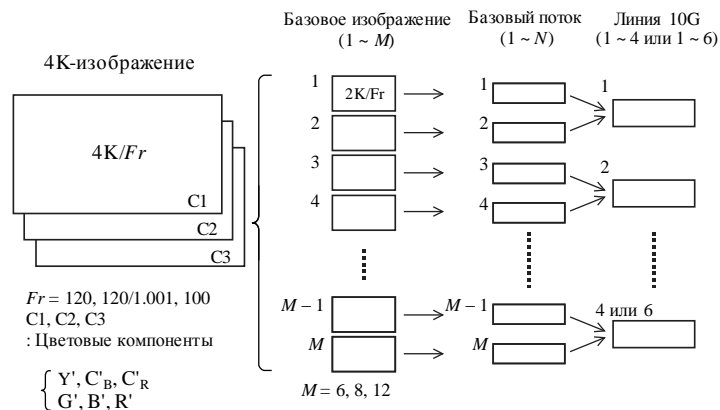 Базовое изображение
(1 ~ M)
Базовый поток
(1 ~ N)
Линия 10G
(1 ~ 4 или 1 ~ 6)
4K-изображение
4K/Fr
C1
C2
C3
1
2K/Fr
2
3
4
M – 1
M
1
2
3
4
M – 1
M
1
2
4 или 6
Fr = 120, 120/1.001, 100
C1, C2, C3
: Цветовые компоненты
Y', C'B, C'R
G', B', R'
M = 6, 8, 12